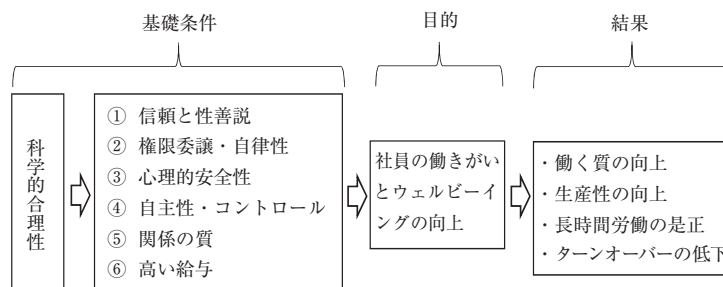 基礎条件
目的
結果
科学的合理性
① 信頼と性善説
② 権限委譲・自律性
③ 心理的安全性
④ 自主性・コントロール
⑤ 関係の質
⑥ 高い給与
社員の働きがい
とウェルビーイ
ングの向上
・働く質の向上
・生産性の向上
・長時間労働の是正
・ターンオーバーの低下